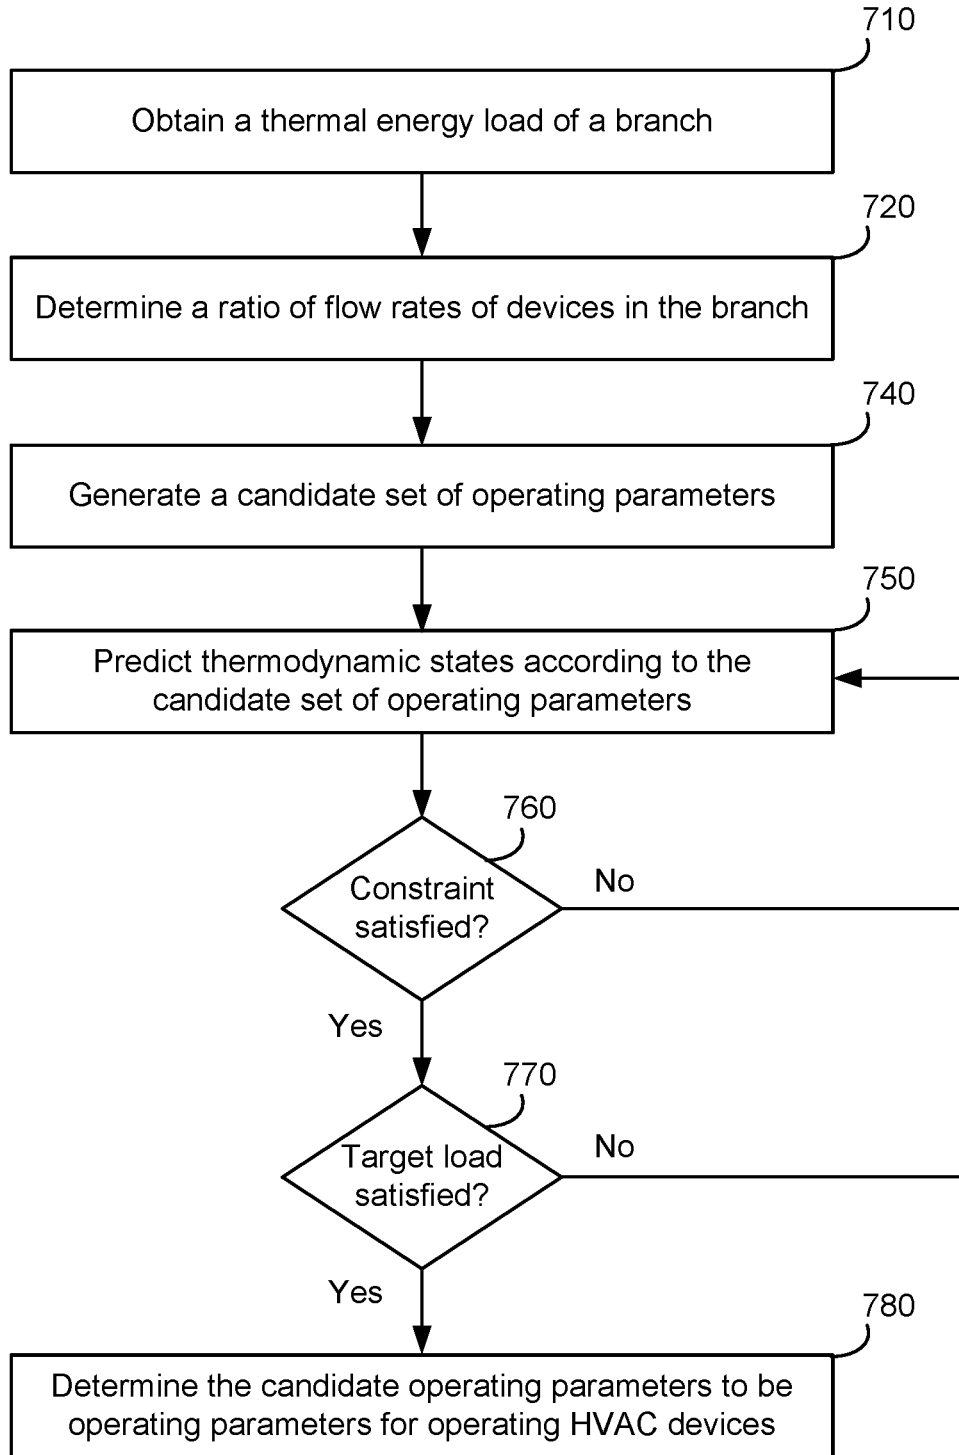 710
Obtain a thermal energy load of a branch
720
Determine a ratio of flow rates of devices in the branch
740
Generate a candidate set of operating parameters
750
Predict thermodynamic states according to the
candidate set of operating parameters
760
Constraint
satisfied?
No
Yes
770
Target load
satisfied?
No
Yes
780
Determine the candidate operating parameters to be
operating parameters for operating HVAC devices